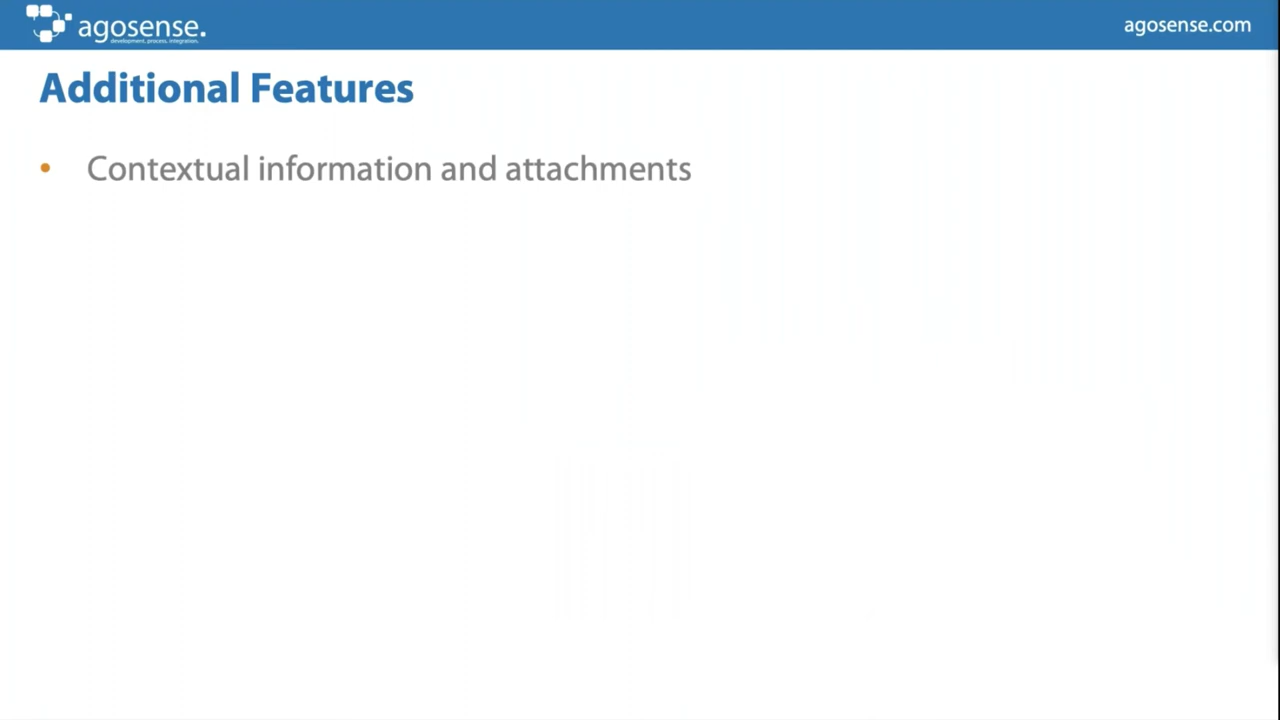 agosense.
development. process. integration.
agosense.com
Additional Features
• Contextual information and attachments